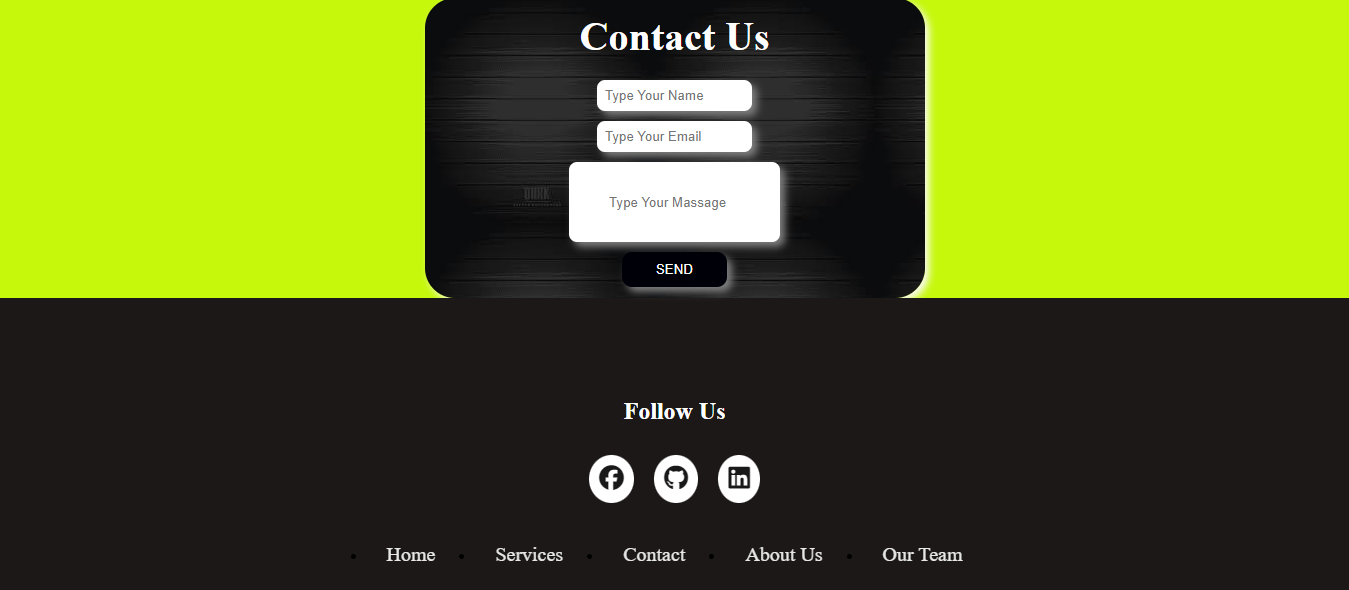 Contact Us
Type Your Name
Type Your Email
Type Your Massage
SEND
Follow Us
Home Services Contact About Us Our Team